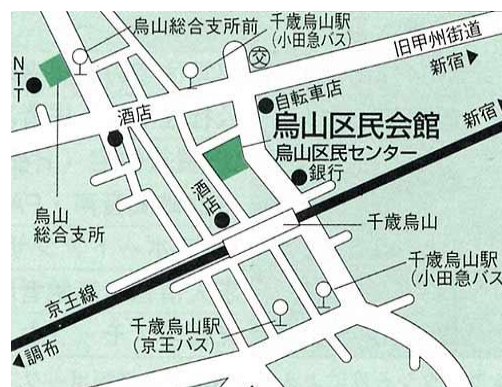 烏山総合支所前
千歳烏山駅
(小田急バス)
旧甲州街道
新宿▶
NTT
交
酒店
自転車店
烏山区民会館
烏山区民センター
新宿▶
銀行
酒店
烏山
総合支所
千歳烏山
千歳烏山駅
(小田急バス)
京王線
千歳烏山駅
(京王バス)
◀調布